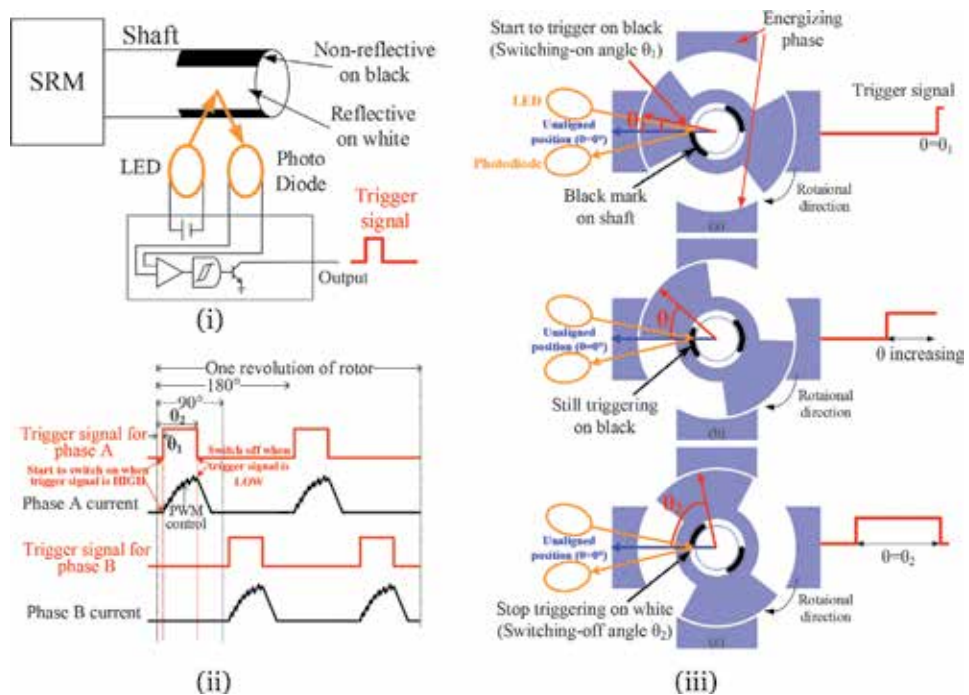 SRM
Shaft
Non-reflective
on black
Reflective
on white
LED
Photo
Diode
Trigger
signal
Output
(i)
One revolution of rotor
180°
90°
θ2
θ1
Trigger signal for
phase A
Start to switch on when
trigger signal is HIGH
Switch off when
trigger signal is
LOW
Phase A current
PWM
control
Trigger signal for
phase B
Phase B current
(ii)
Start to trigger on black
(Switching-on angle θ1)
Energizing
phase
LED
θ1
Unaligned
position (θ=0°)
Photodiode
Black mark
on shaft
Trigger signal
θ=θ1
Rotaional
direction
(a)
θ
Unaligned
position (θ=0°)
Still triggering
on black
θ increasing
Rotaional
direction
(b)
θ2
Unaligned
position (θ=0°)
Stop triggering on white
(Switching-off angle θ2)
θ=θ2
Rotaional
direction
(c)
(iii)